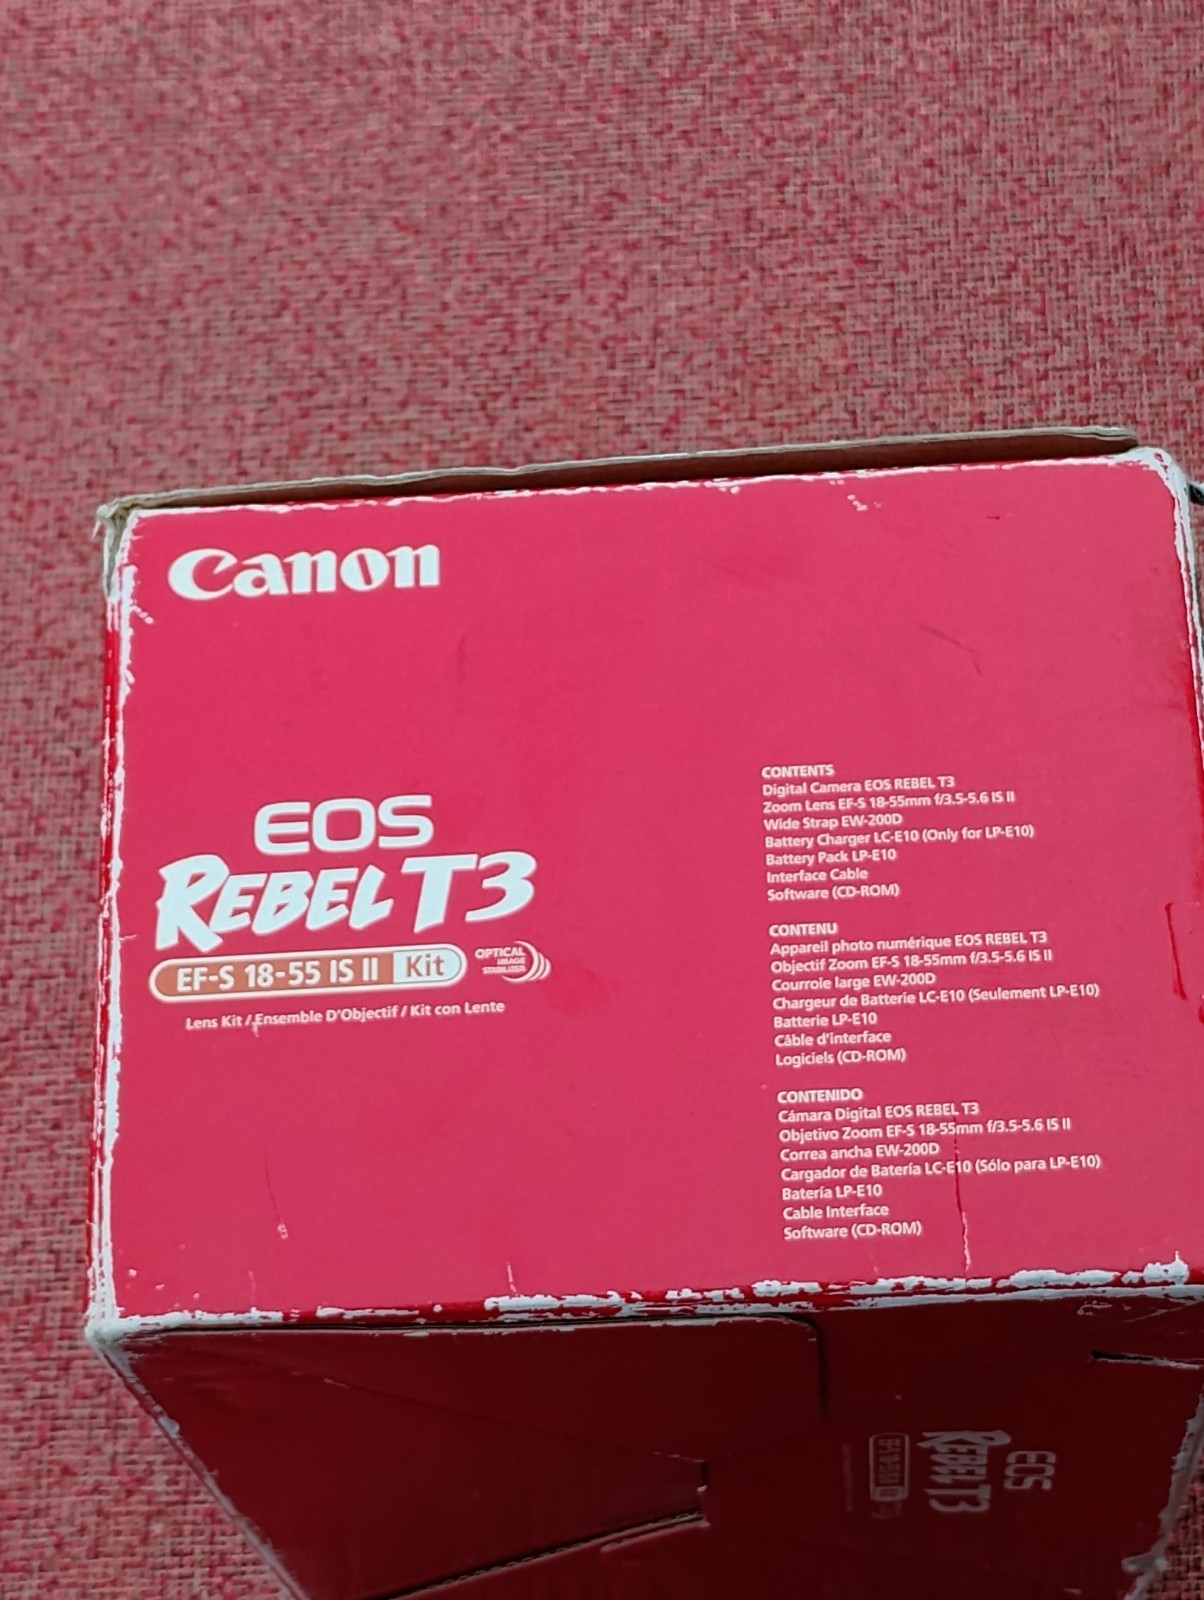 Canon
EOS
REBEL T3
EF-S 18-55 IS II Kit
OPTICAL
IMAGE
STABILIZER
Lens Kit / Ensemble D'Objectif / Kit con Lente
CONTENTS
Digital Camera EOS REBEL T3
Zoom Lens EF-S 18-55mm f/3.5-5.6 IS II
Wide Strap EW-200D
Battery Charger LC-E10 (Only for LP-E10)
Battery Pack LP-E10
Interface Cable
Software (CD-ROM)
CONTENU
Appareil photo numérique EOS REBEL T3
Objectif Zoom EF-S 18-55mm f/3.5-5.6 IS II
Courroie large EW-200D
Chargeur de Batterie LC-E10 (Seulement LP-E10)
Batterie LP-E10
Câble d'interface
Logiciels (CD-ROM)
CONTENIDO
Cámara Digital EOS REBEL T3
Objetivo Zoom EF-S 18-55mm f/3.5-5.6 IS II
Correa ancha EW-200D
Cargador de Batería LC-E10 (Sólo para LP-E10)
Batería LP-E10
Cable Interface
Software (CD-ROM)
EOS
REBEL T3